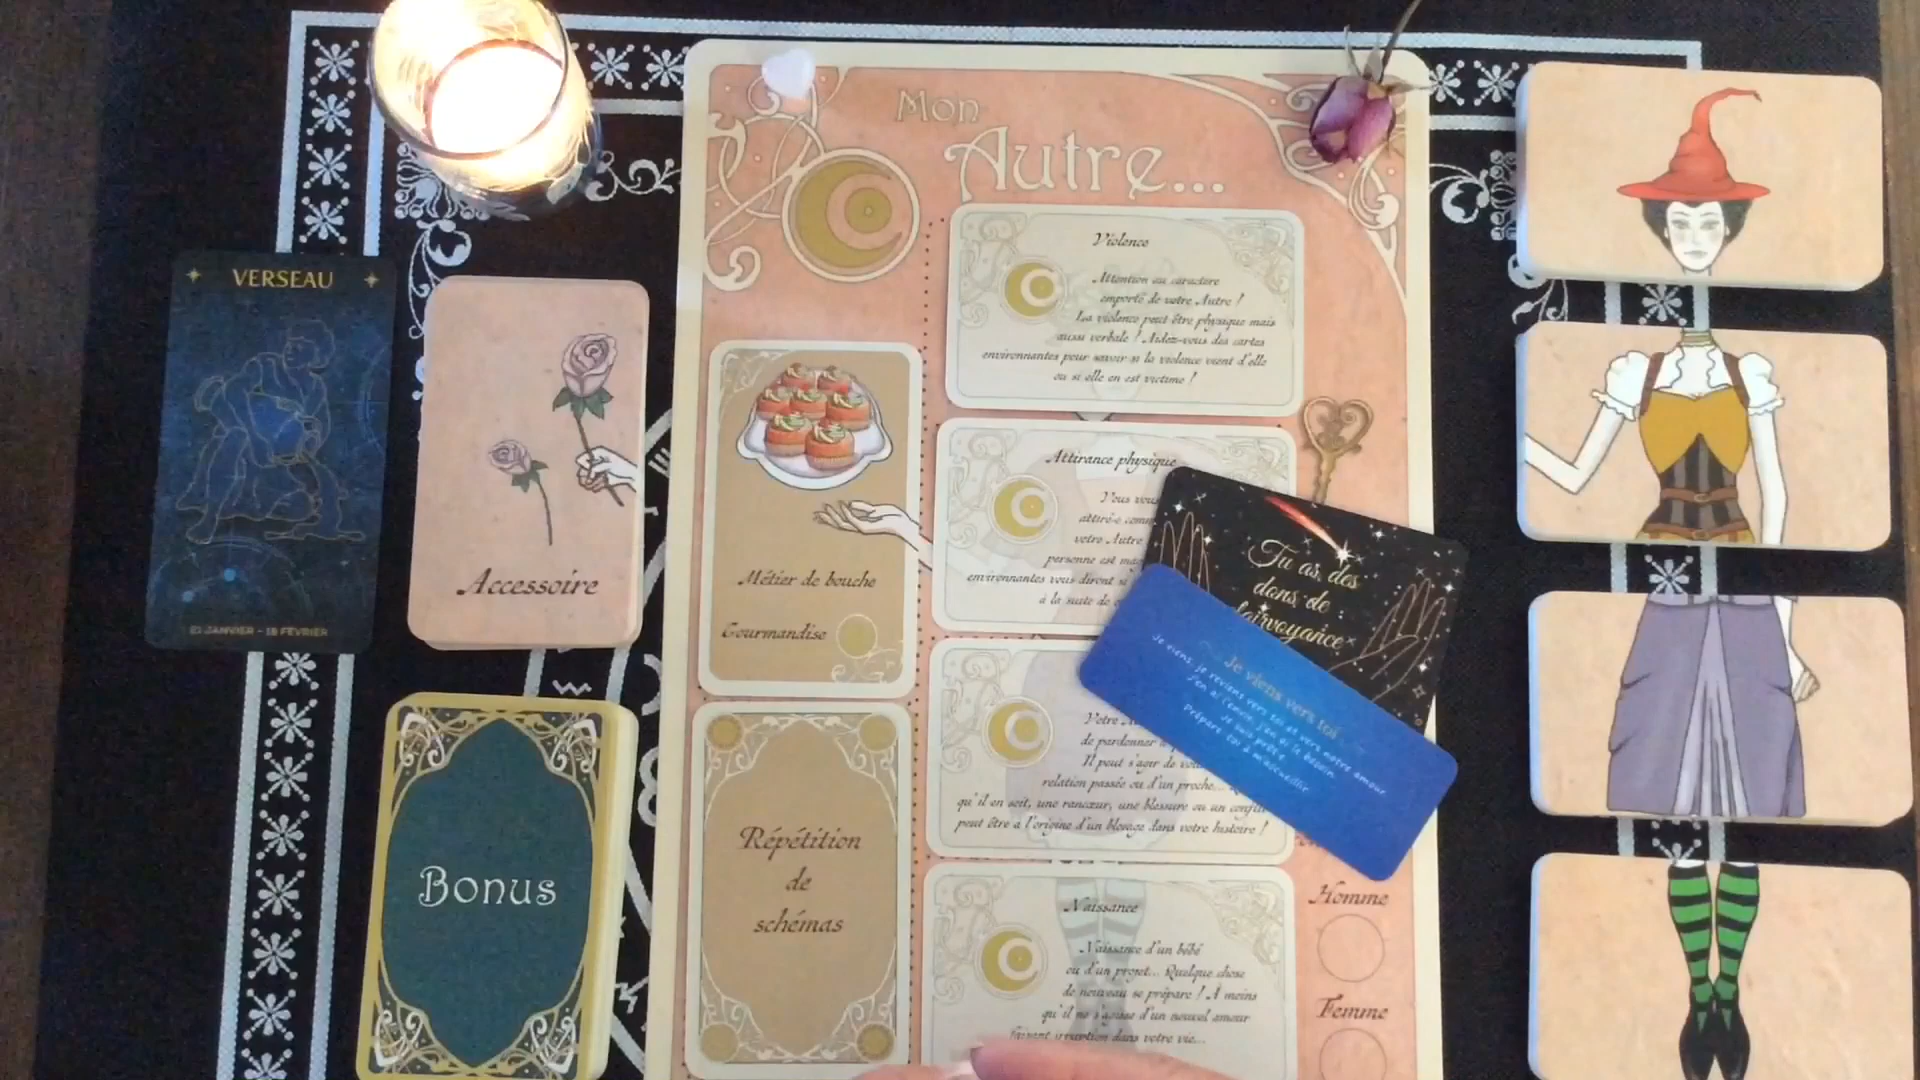 Mon
Autre...
VERSEAU
21 JANVIER - 18 FÉVRIER
Accessoire
Bonus
Métier de bouche
Gourmandise
Répétition
de
schémas
Violence
Attention au caractère
emporté de votre Autre !
La violence peut être physique mais
aussi verbale ! Aidez-vous des cartes
environnantes pour savoir si la violence vient d'elle
ou si elle en est victime !
Attirance physique
Vous vous
attiré-e comm
votre Autre
personne est ma
environnantes vous diront si
à la suite de
Votre A
de pardonner à
Il peut s'agir de vot
relation passée ou d'un proche...
qu'il en soit, une rancœur, une blessure ou un conflit
peut être à l'origine d'un blocage dans votre histoire !
Naissance
Naissance d'un bébé
ou d'un projet... Quelque chose
de nouveau se prépare ! À moins
qu'il ne s'agisse d'un nouvel amour
faisant irruption dans votre vie...
Tu as des
dons de
clairvoyance
Je viens vers toi
Je viens, je reviens vers toi et vers notre amour
j'en ai l'envie, j'en ai le besoin.
Je suis prêt.e
Prépare toi à m'accueillir
Homme
Femme